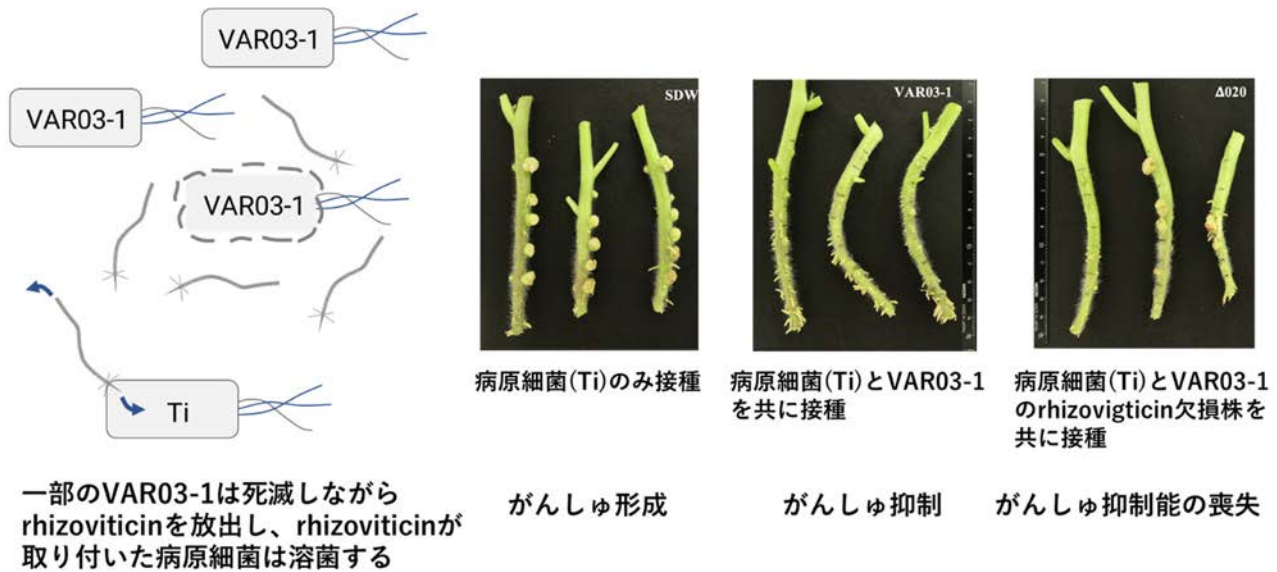 VAR03-1
VAR03-1
VAR03-1
Ti
一部のVAR03-1は死滅しながら
rhizoviticinを放出し、rhizoviticinが
取り付いた病原細菌は溶菌する
SDW
病原細菌(Ti)のみ接種
がんしゅ形成
VAR03-1
病原細菌(Ti)とVAR03-1
を共に接種
がんしゅ抑制
Δ020
病原細菌(Ti)とVAR03-1
のrhizovigticin欠損株を
共に接種
がんしゅ抑制能の喪失